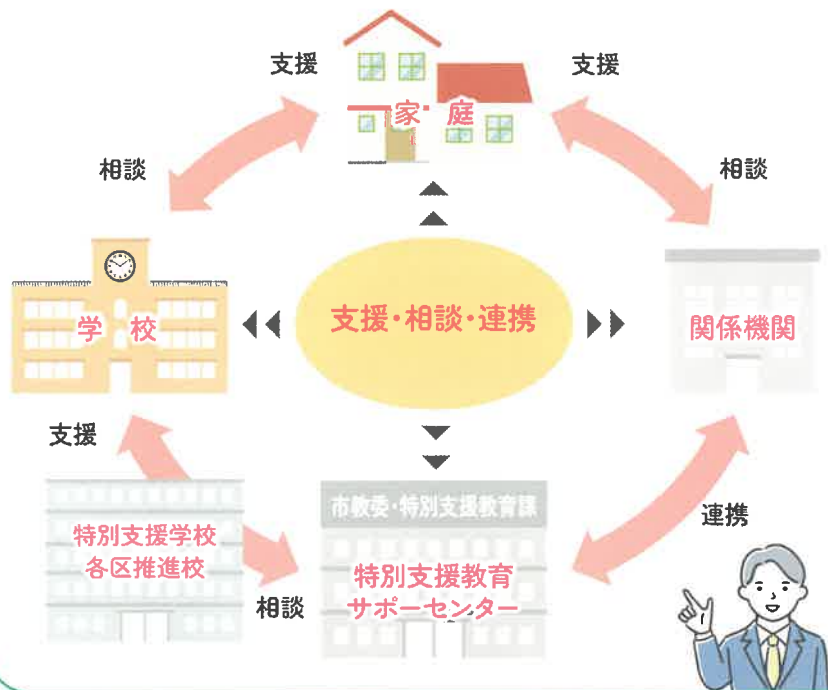 支援
支援
家・庭
相談
相談
学校
支援・相談・連携
関係機関
支援
市教委・特別支援教育課
連携
特別支援学校
各区推進校
特別支援教育
サポーセンター
相談